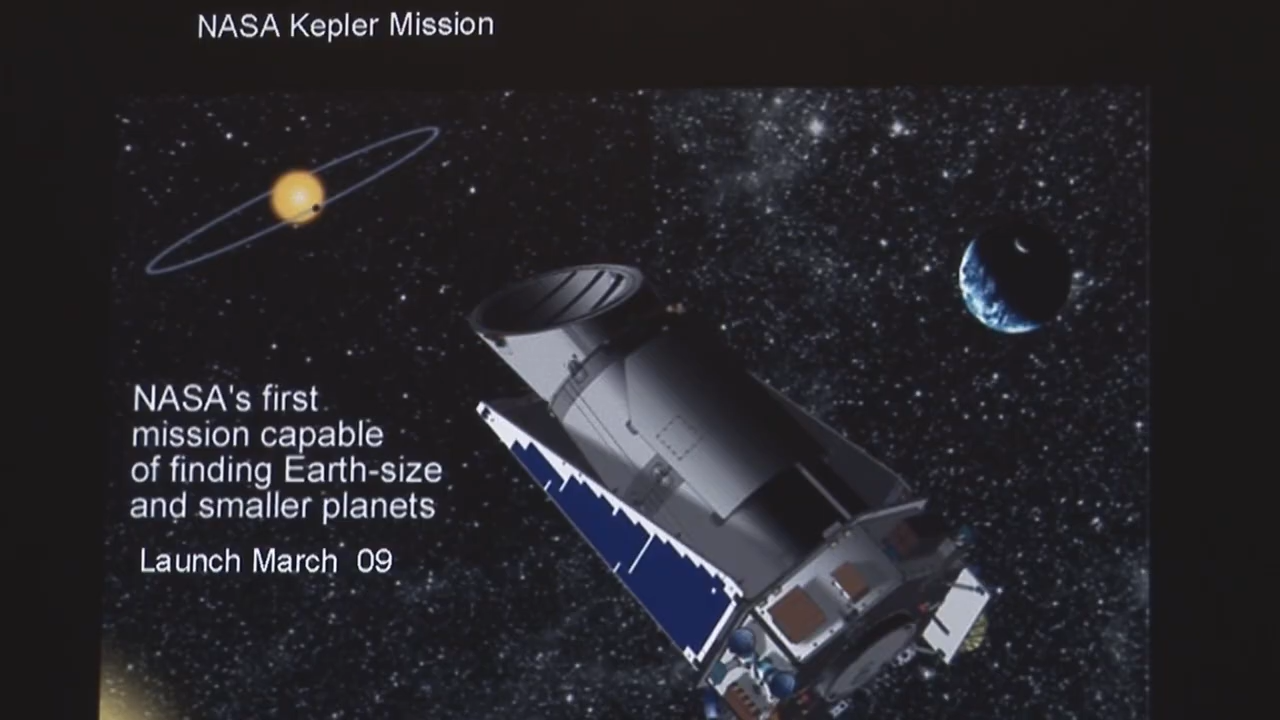 NASA Kepler Mission
NASA's first
mission capable
of finding Earth-size
and smaller planets
Launch March 09